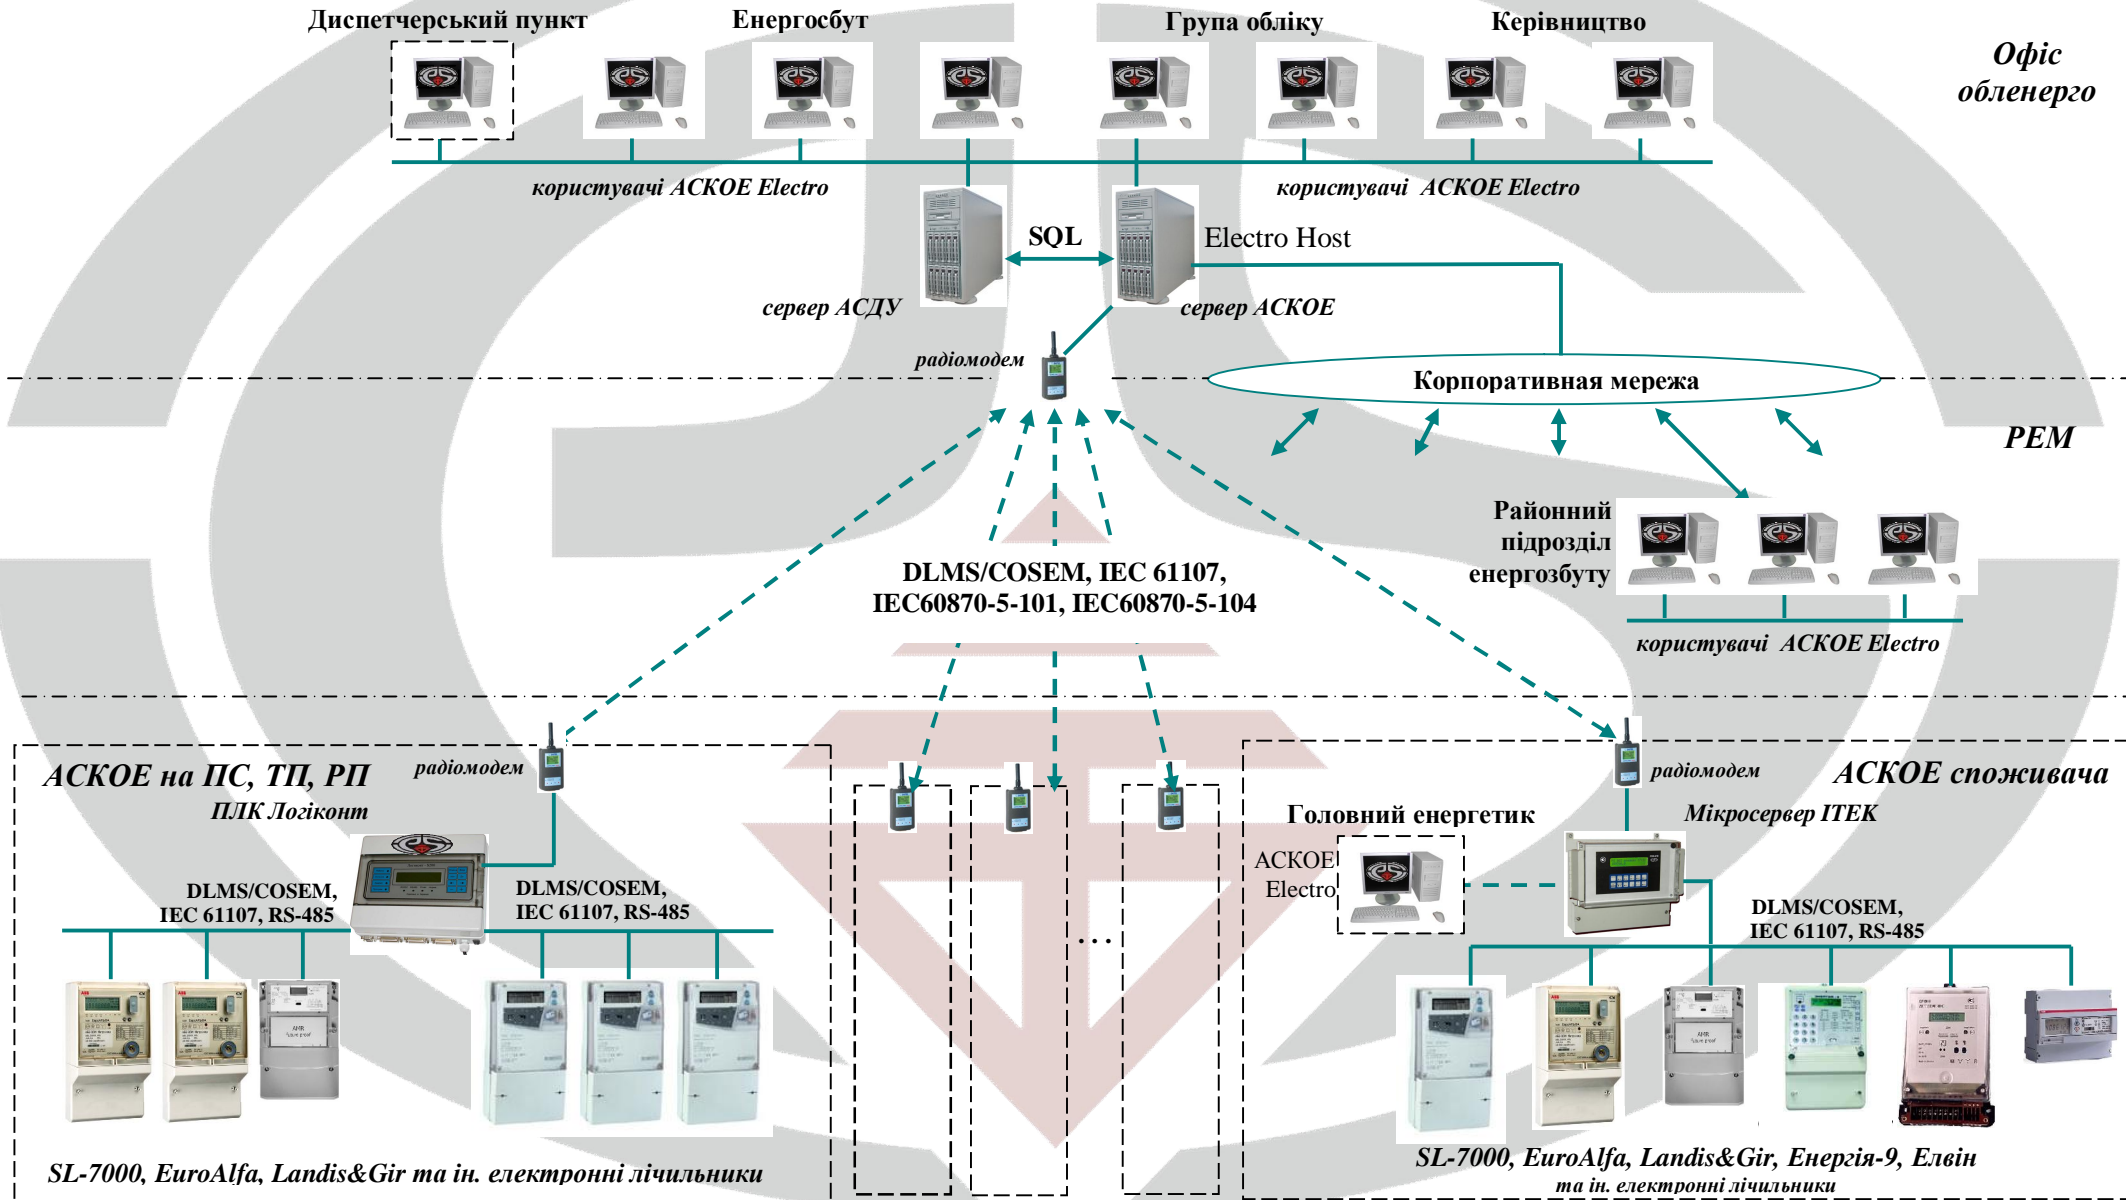 Диспетчерський пункт
Енергосбут
Група обліку
Керівництво
Офіс
обленерго
користувачі АСКОЕ Electro
користувачі АСКОЕ Electro
SQL
Electro Host
сервер АСДУ
сервер АСКОЕ
радіомодем
Корпоративная мережа
РЕМ
Районний
підрозділ
енергозбуту
DLMS/COSEM, IEC 61107,
IEC60870-5-101, IEC60870-5-104
користувачі АСКОЕ Electro
АСКОЕ на ПС, ТП, РП
радіомодем
ПЛК Логіконт
DLMS/COSEM,
IEC 61107, RS-485
DLMS/COSEM,
IEC 61107, RS-485
SL-7000, EuroAlfa, Landis&Gir та ін. електронні лічильники
...
радіомодем
АСКОЕ споживача
Головний енергетик
Мікросервер ITEK
АСКОЕ
Electro
DLMS/COSEM,
IEC 61107, RS-485
SL-7000, EuroAlfa, Landis&Gir, Енергія-9, Елвін
та ін. електронні лічильники